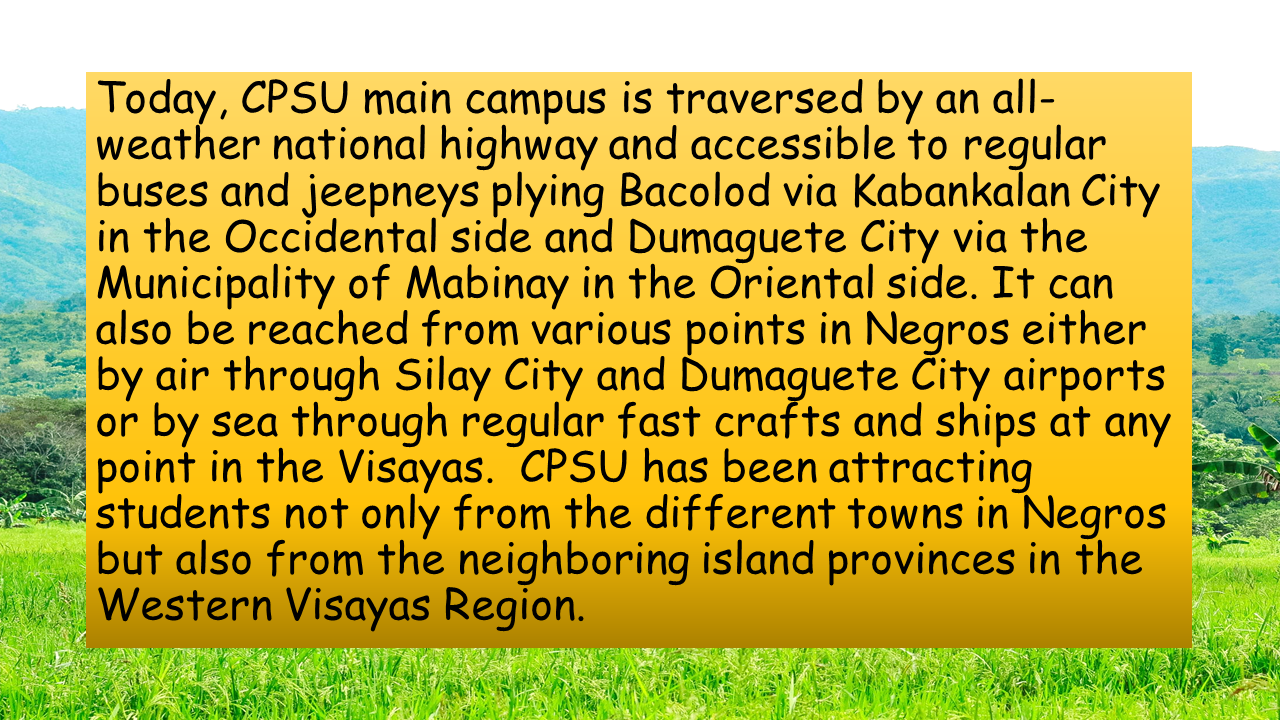 Today, CPSU main campus is traversed by an all-
weather national highway and accessible to regular
buses and jeepneys plying Bacolod via Kabankalan City
in the Occidental side and Dumaguete City via the
Municipality of Mabinay in the Oriental side. It can
also be reached from various points in Negros either
by air through Silay City and Dumaguete City airports
or by sea through regular fast crafts and ships at any
point in the Visayas.  CPSU has been attracting
students not only from the different towns in Negros
but also from the neighboring island provinces in the
Western Visayas Region.